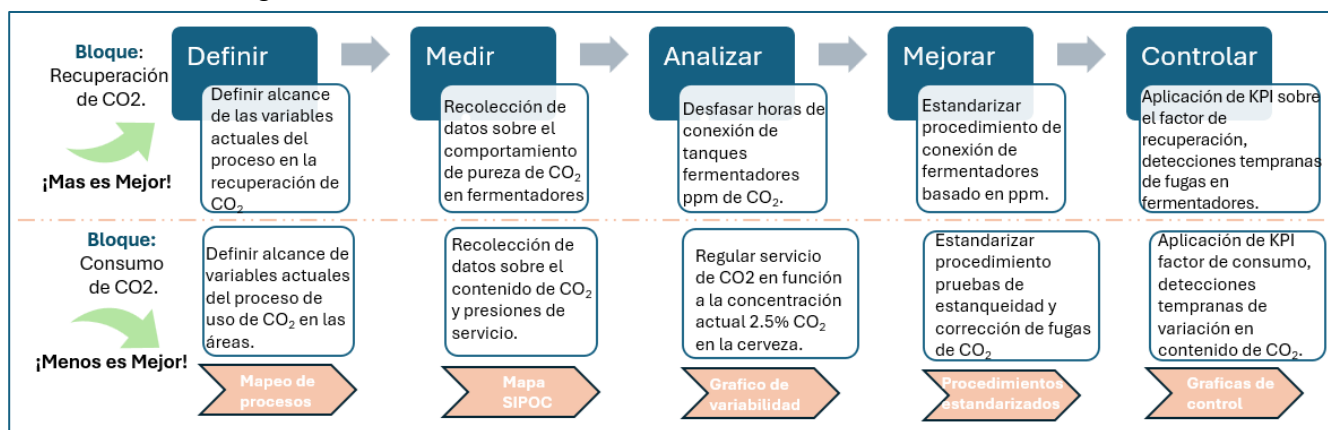 Bloque:
Recuperación
de CO2.
¡Mas es Mejor!
Definir
Definir alcance
de las variables
actuales del
proceso en la
recuperación de
CO₂
Medir
Recolección de
datos sobre el
comportamiento
de pureza de CO₂
en fermentadores
Analizar
Desfasar horas de
conexión de
tanques
fermentadores
ppm de CO₂.
Mejorar
Estandarizar
procedimiento de
conexión de
fermentadores
basado en ppm.
Controlar
Aplicación de KPI sobre
el factor de
recuperación,
detecciones tempranas
de fugas en
fermentadores.
Bloque:
Consumo
de CO2.
¡Menos es Mejor!
Definir alcance de
variables actuales
del proceso de
uso de CO₂ en las
áreas.
Recolección de
datos sobre el
contenido de CO₂
y presiones de
servicio.
Regular servicio
de CO2 en función
a la concentración
actual 2.5% CO₂
en la cerveza.
Estandarizar
procedimiento
pruebas de
estanqueidad y
corrección de fugas
de CO₂
Aplicación de KPI
factor de consumo,
detecciones
tempranas de
variación en
contenido de CO₂.
Mapeo de
procesos
Mapa
SIPOC
Grafico de
variabilidad
Procedimientos
estandarizados
Graficas de
control